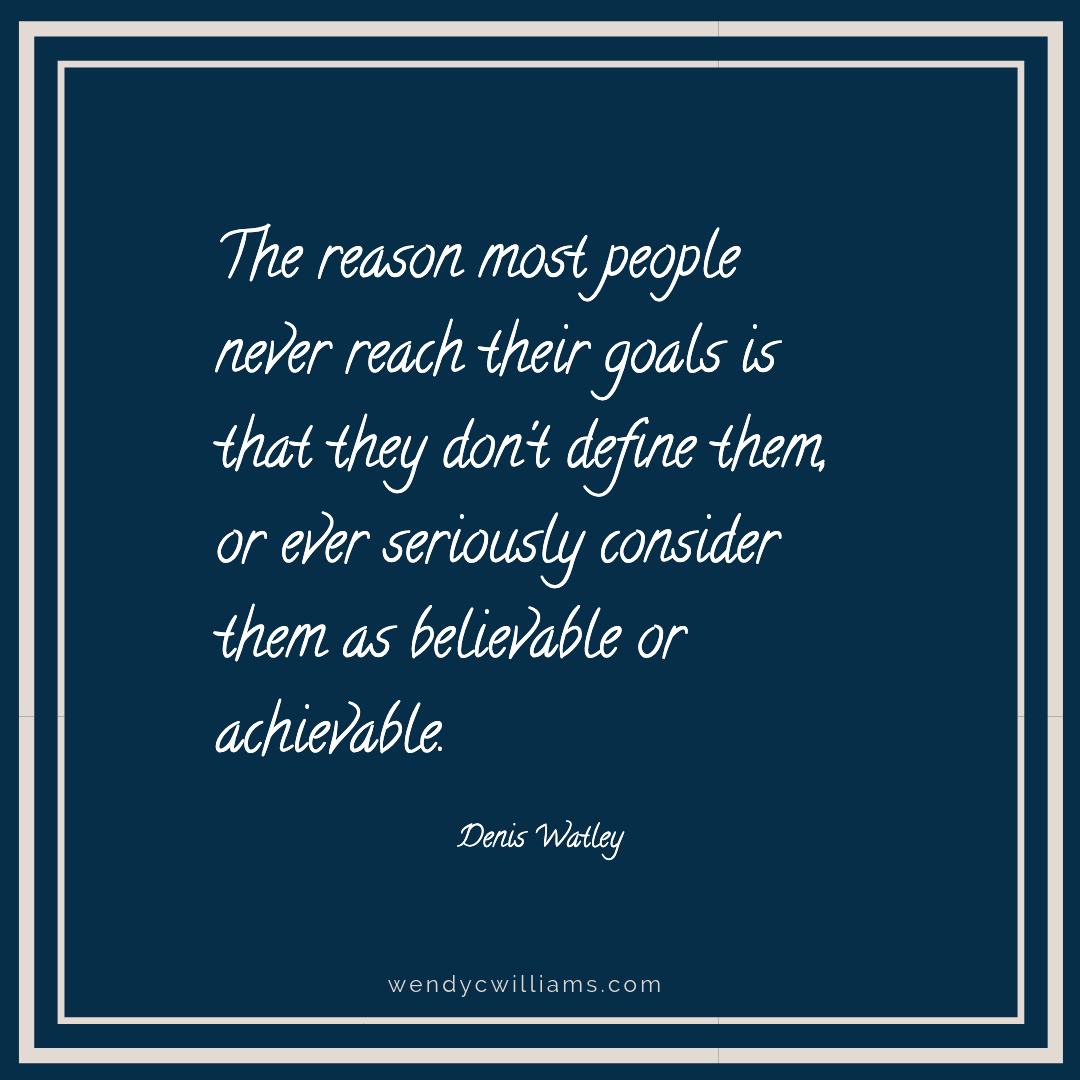 The reason most people
never reach their goals is
that they don't define them,
or ever seriously consider
them as believable or
achievable.
Denis Watley
wendycwilliams.com